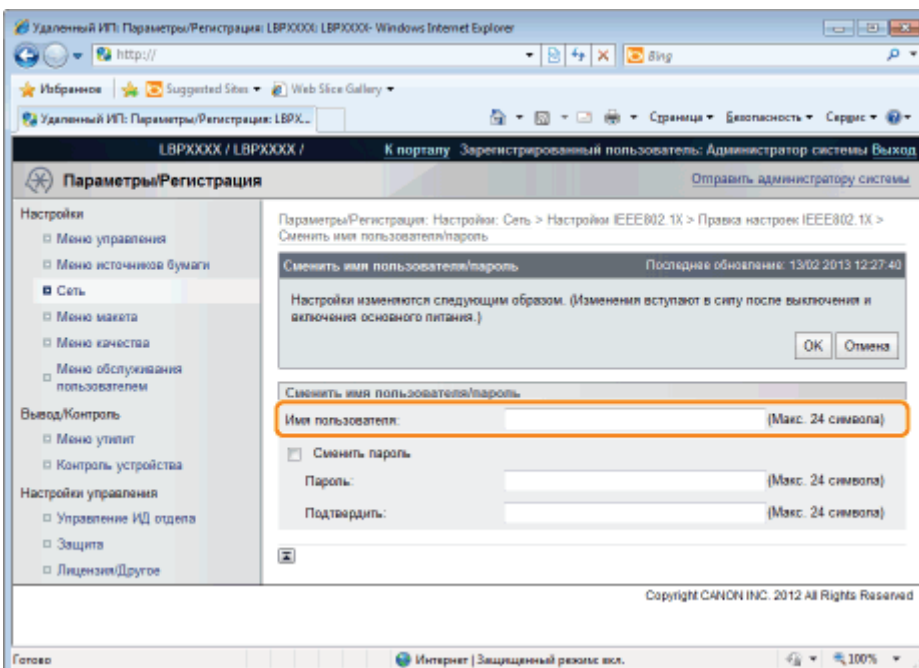 Удаленный ИП: Параметры/Регистрация: LBPXXXX: LBPXXXX- Windows Internet Explorer
http://
Bing
Избранное Suggested Sites Web Slice Gallery
Удаленный ИП: Параметры/Регистрация: LBPX... Страница Безопасность Сервис
LBPXXXX / LBPXXXX / К порталу Зарегистрированный пользователь: Администратор системы Выход
Параметры/Регистрация Отправить администратору системы
Настройки
Меню управления
Меню источников бумаги
Сеть
Меню макета
Меню качества
Меню обслуживания
пользователем
Вывод/Контроль
Меню утилит
Контроль устройства
Настройки управления
Управление ИД отдела
Защита
Лицензия/Другое
Параметры/Регистрация: Настройки: Сеть > Настройки IEEE802.1X > Правка настроек IEEE802.1X >
Сменить имя пользователя/пароль
Сменить имя пользователя/пароль Последнее обновление: 13/02 2013 12:27:40
Настройки изменяются следующим образом. (Изменения вступают в силу после выключения и
включения основного питания.)
OK Отмена
Сменить имя пользователя/пароль
Имя пользователя: (Макс. 24 символа)
Сменить пароль
Пароль: (Макс. 24 символа)
Подтвердить: (Макс. 24 символа)
Copyright CANON INC. 2012 All Rights Reserved
Готово Интернет | Защищенный режим: вкл. 100%